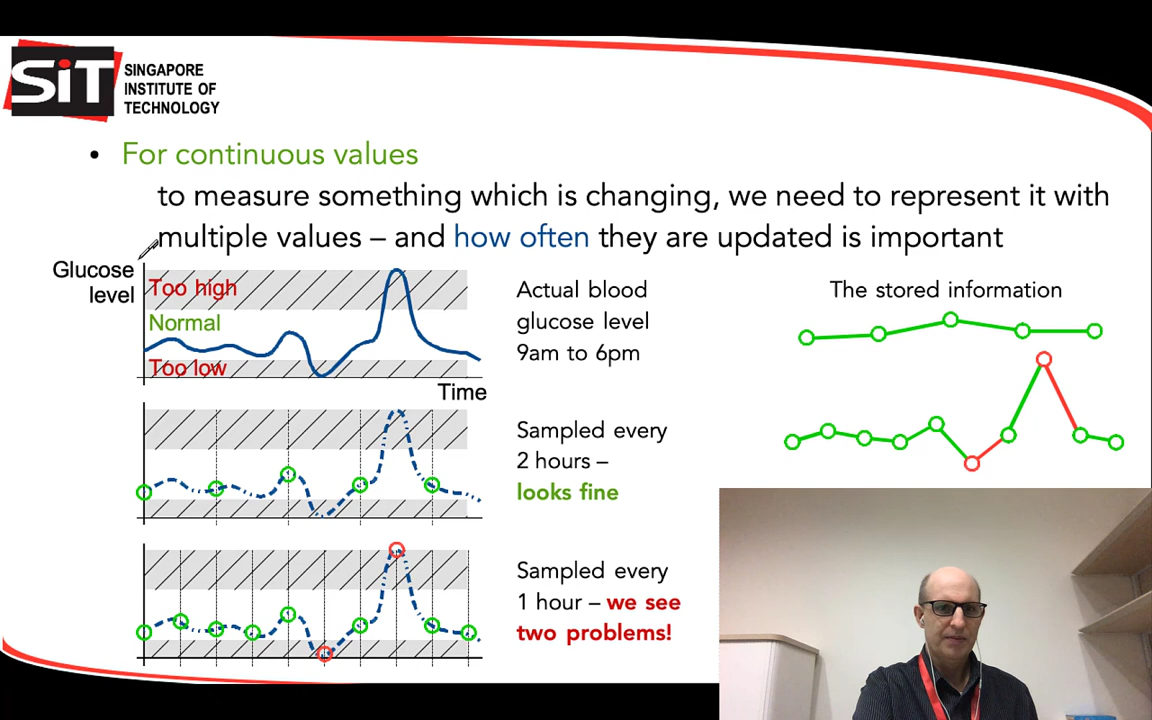 SiT
SINGAPORE
INSTITUTE OF
TECHNOLOGY
• For continuous values
to measure something which is changing, we need to represent it with
multiple values – and how often they are updated is important
Glucose
level
Too high
Normal
Too low
Time
Actual blood
glucose level
9am to 6pm
The stored information
Sampled every
2 hours –
looks fine
Sampled every
1 hour – we see
two problems!